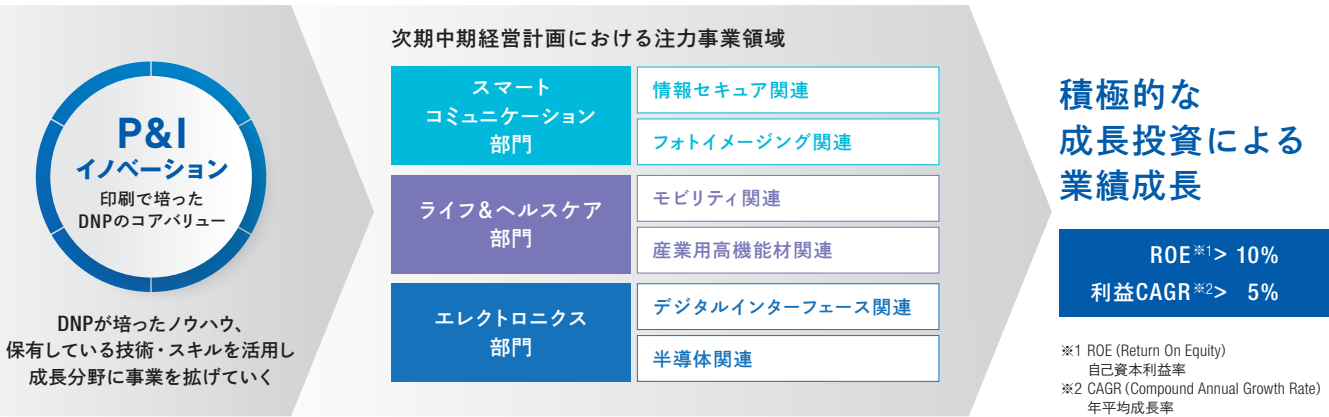 P&I
イノベーション
印刷で培った
DNPのコアバリュー
DNPが培ったノウハウ、
保有している技術・スキルを活用し
成長分野に事業を拡げていく
次期中期経営計画における注力事業領域
スマート
コミュニケーション
部門
情報セキュア関連
フォトイメージング関連
ライフ&ヘルスケア
部門
モビリティ関連
産業用高機能材関連
エレクトロニクス
部門
デジタルインターフェース関連
半導体関連
積極的な
成長投資による
業績成長
ROE※1> 10%
利益CAGR※2> 5%
※1 ROE (Return On Equity)
自己資本利益率
※2 CAGR (Compound Annual Growth Rate)
年平均成長率